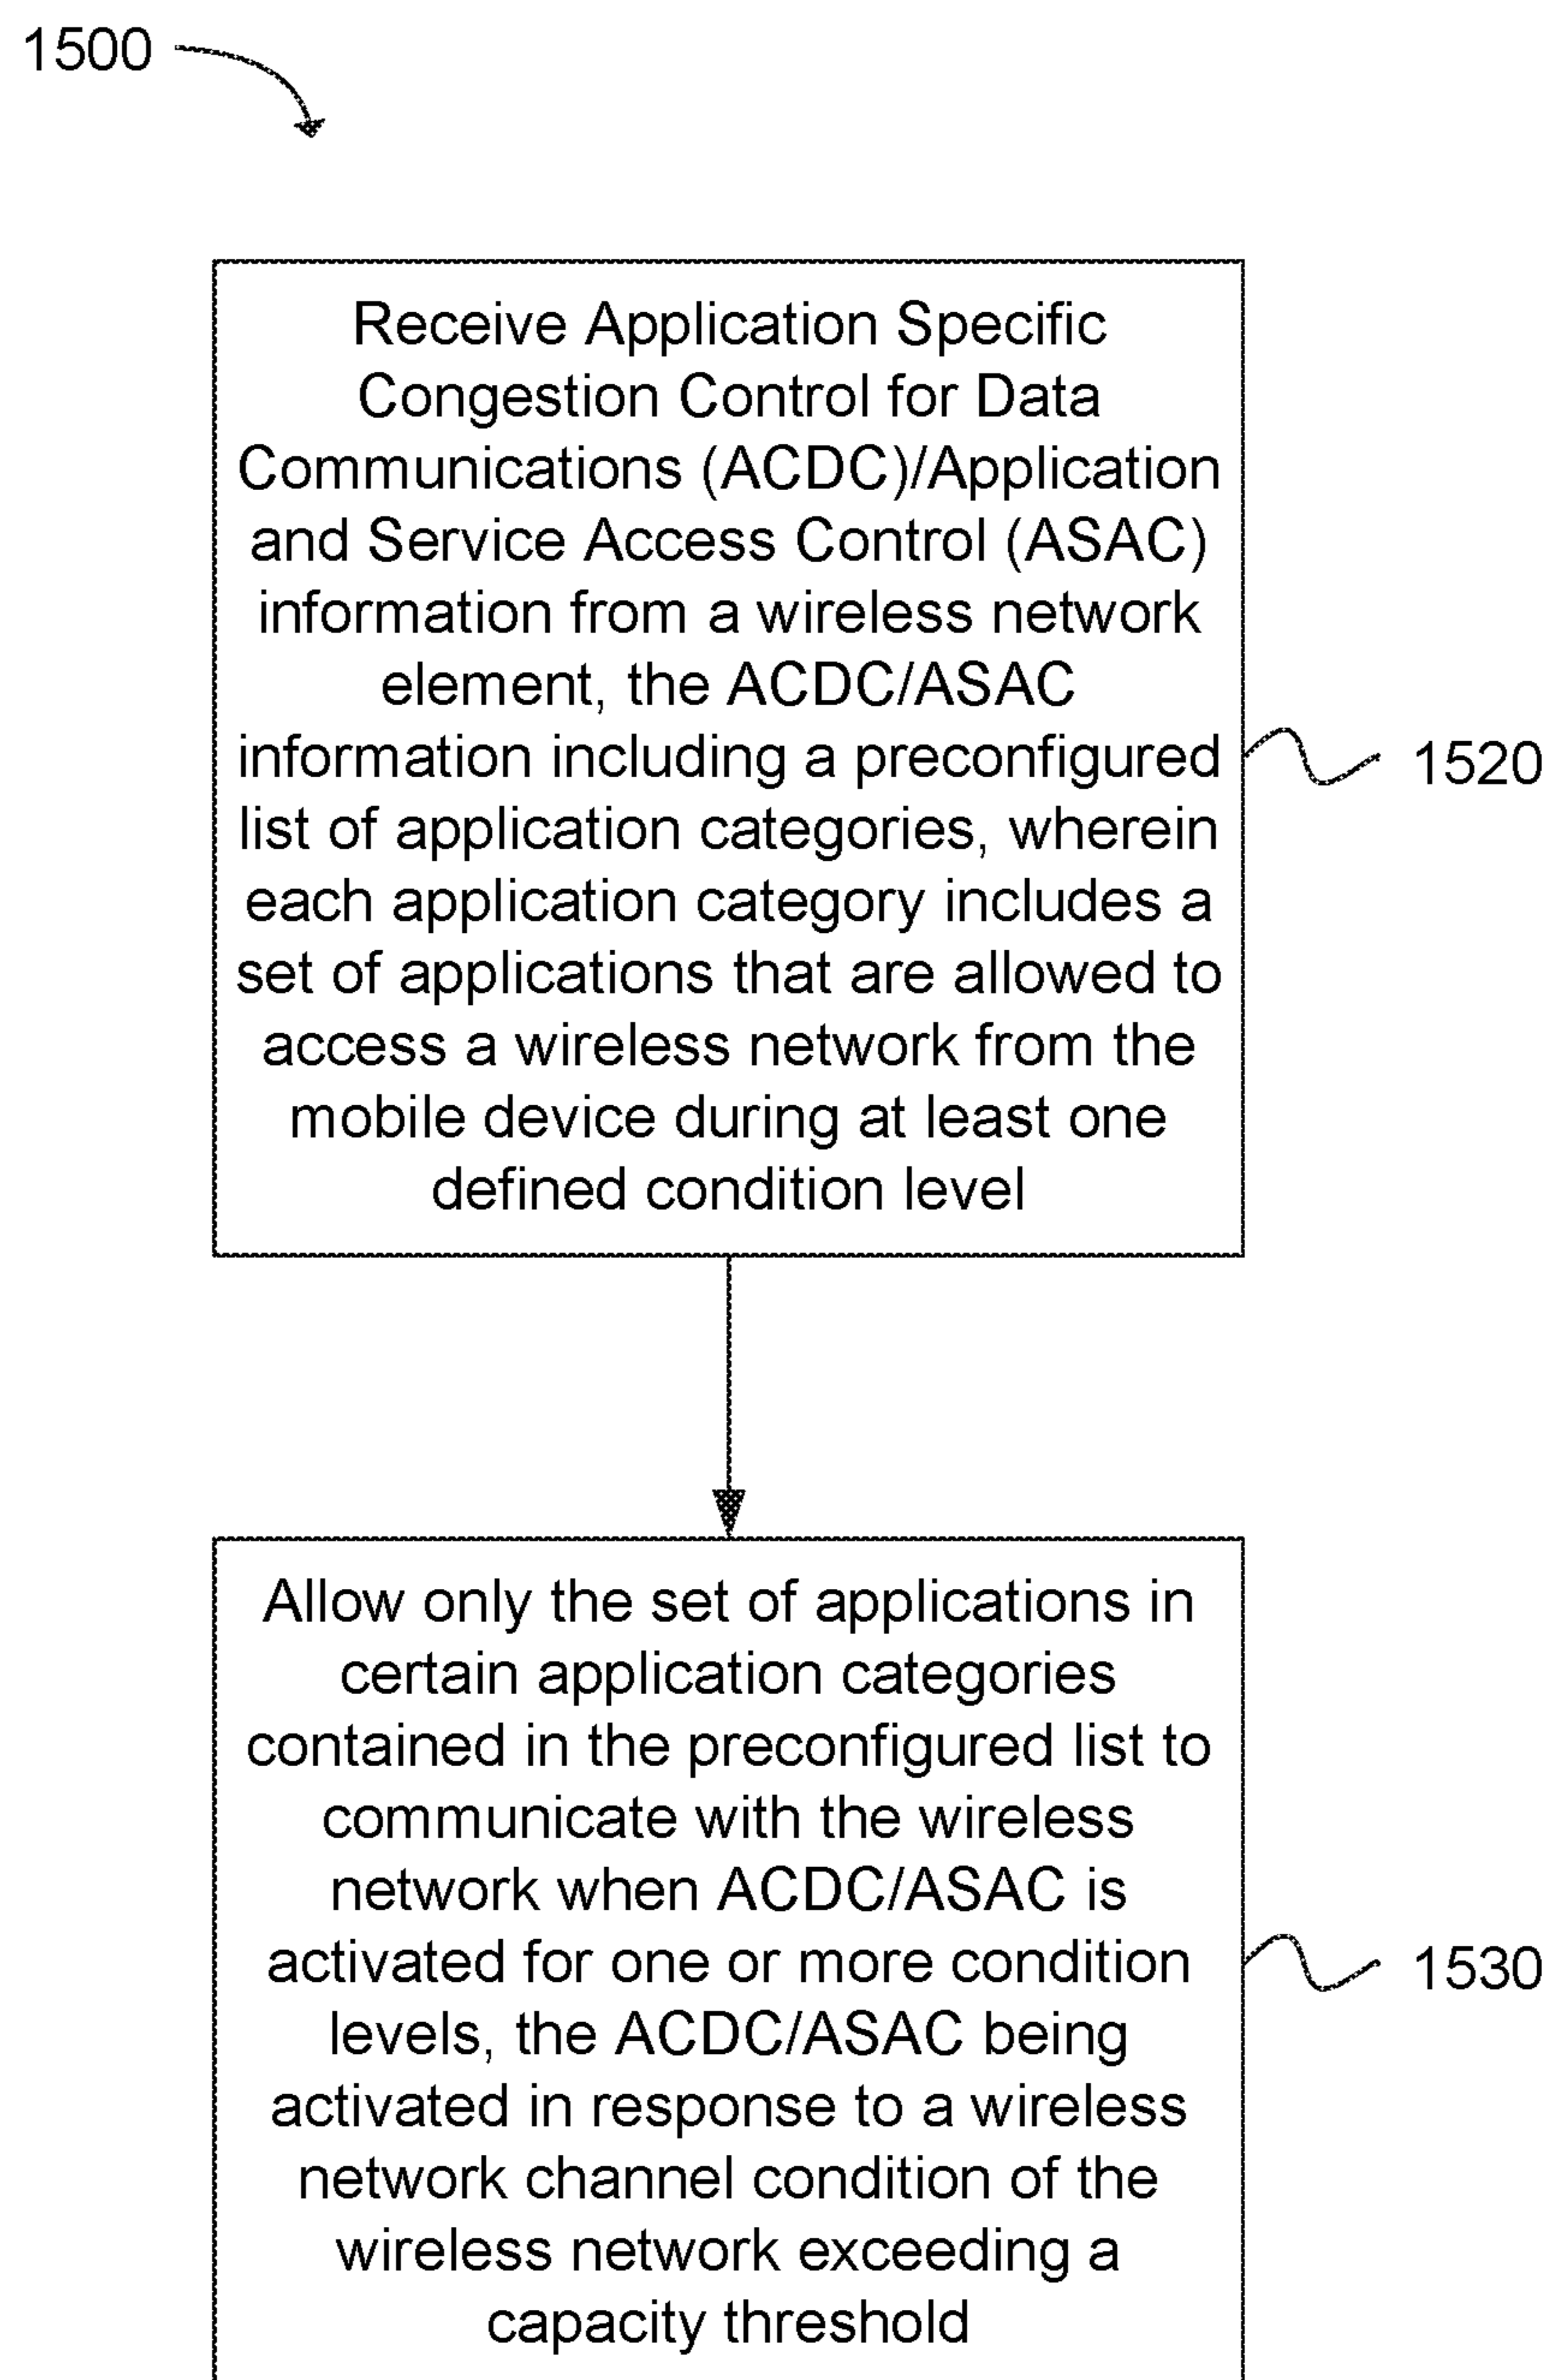 1500
Receive Application Specific
Congestion Control for Data
Communications (ACDC)/Application
and Service Access Control (ASAC)
information from a wireless network
element, the ACDC/ASAC
information including a preconfigured
list of application categories, wherein
each application category includes a
set of applications that are allowed to
access a wireless network from the
mobile device during at least one
defined condition level
1520
Allow only the set of applications in
certain application categories
contained in the preconfigured list to
communicate with the wireless
network when ACDC/ASAC is
activated for one or more condition
levels, the ACDC/ASAC being
activated in response to a wireless
network channel condition of the
wireless network exceeding a
capacity threshold
1530